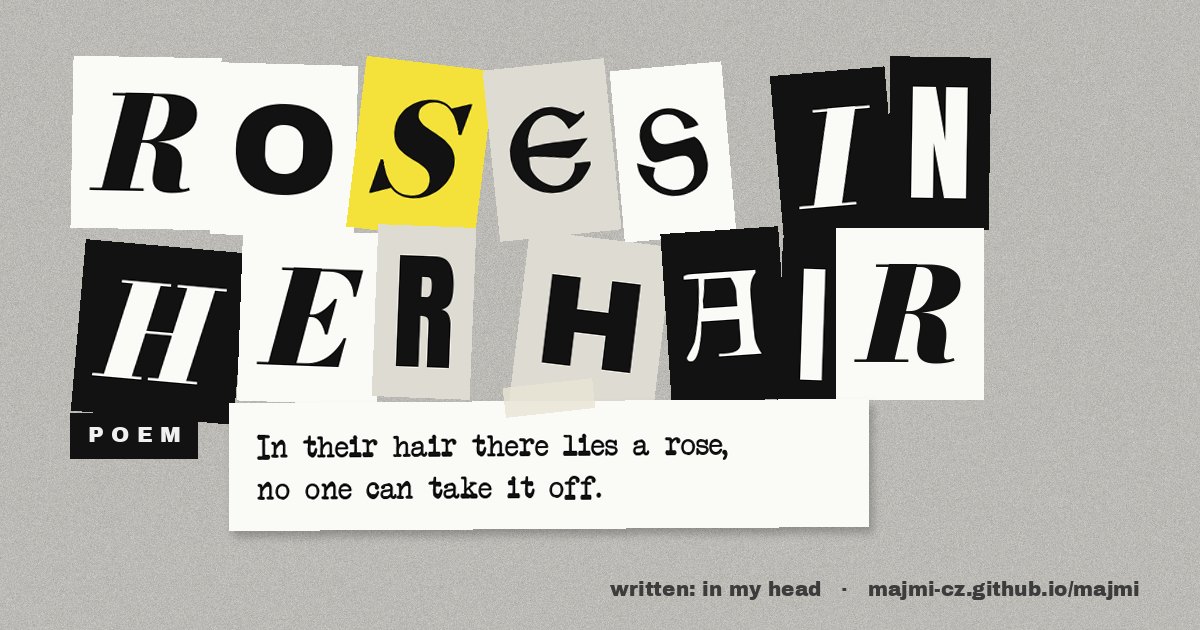 ROSES IN
HER HAIR
POEM
In their hair there lies a rose,
no one can take it off.
written: in my head · majmi-cz.github.io/majmi